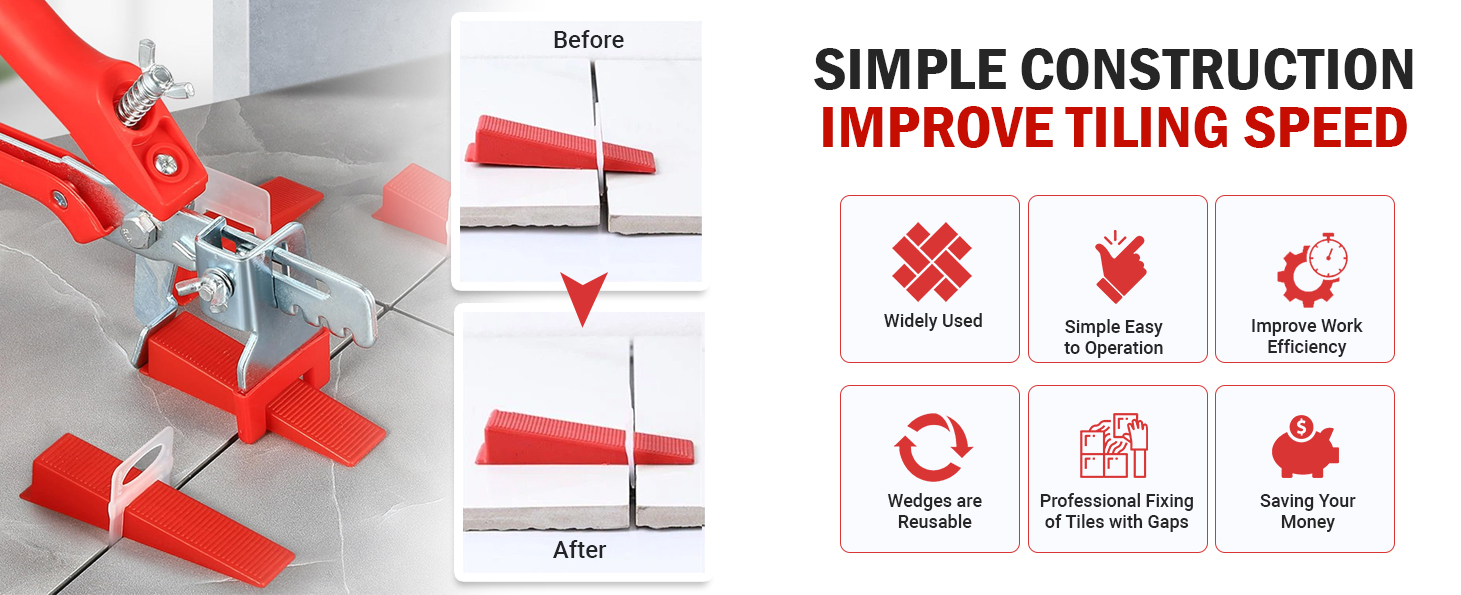 Before
After
SIMPLE CONSTRUCTION
IMPROVE TILING SPEED
Widely Used
Simple Easy
to Operation
Improve Work
Efficiency
Wedges are
Reusable
Professional Fixing
of Tiles with Gaps
Saving Your
Money